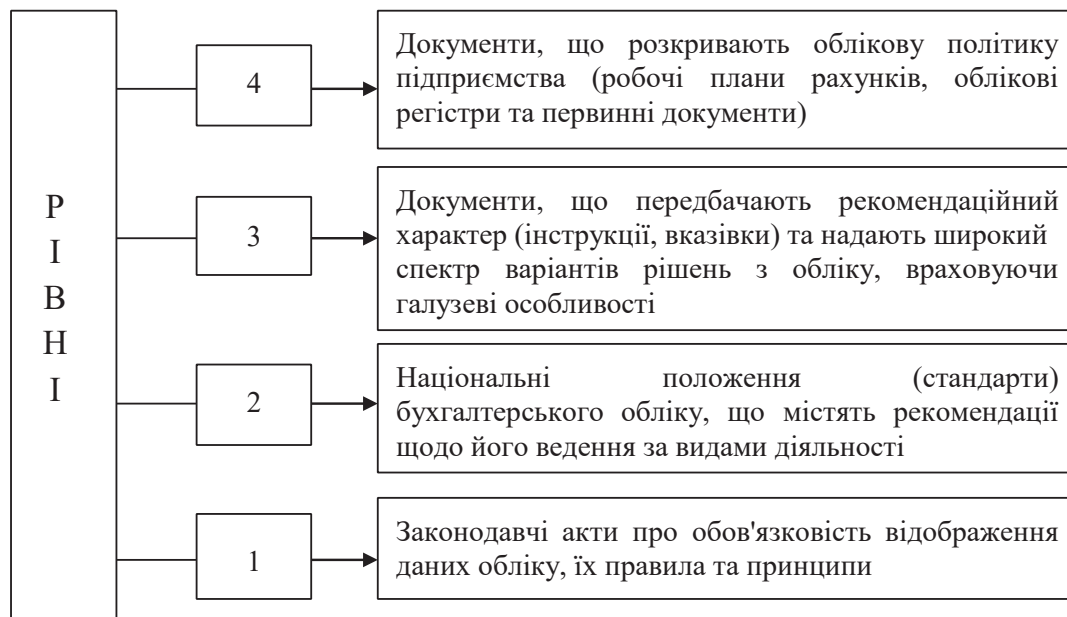 РІВНІ
4
Документи, що розкривають облікову політику
підприємства (робочі плани рахунків, облікові
регістри та первинні документи)
3
Документи, що передбачають рекомендаційний
характер (інструкції, вказівки) та надають широкий
спектр варіантів рішень з обліку, враховуючи
галузеві особливості
2
Національні положення (стандарти)
бухгалтерського обліку, що містять рекомендації
щодо його ведення за видами діяльності
1
Законодавчі акти про обов'язковість відображення
даних обліку, їх правила та принципи